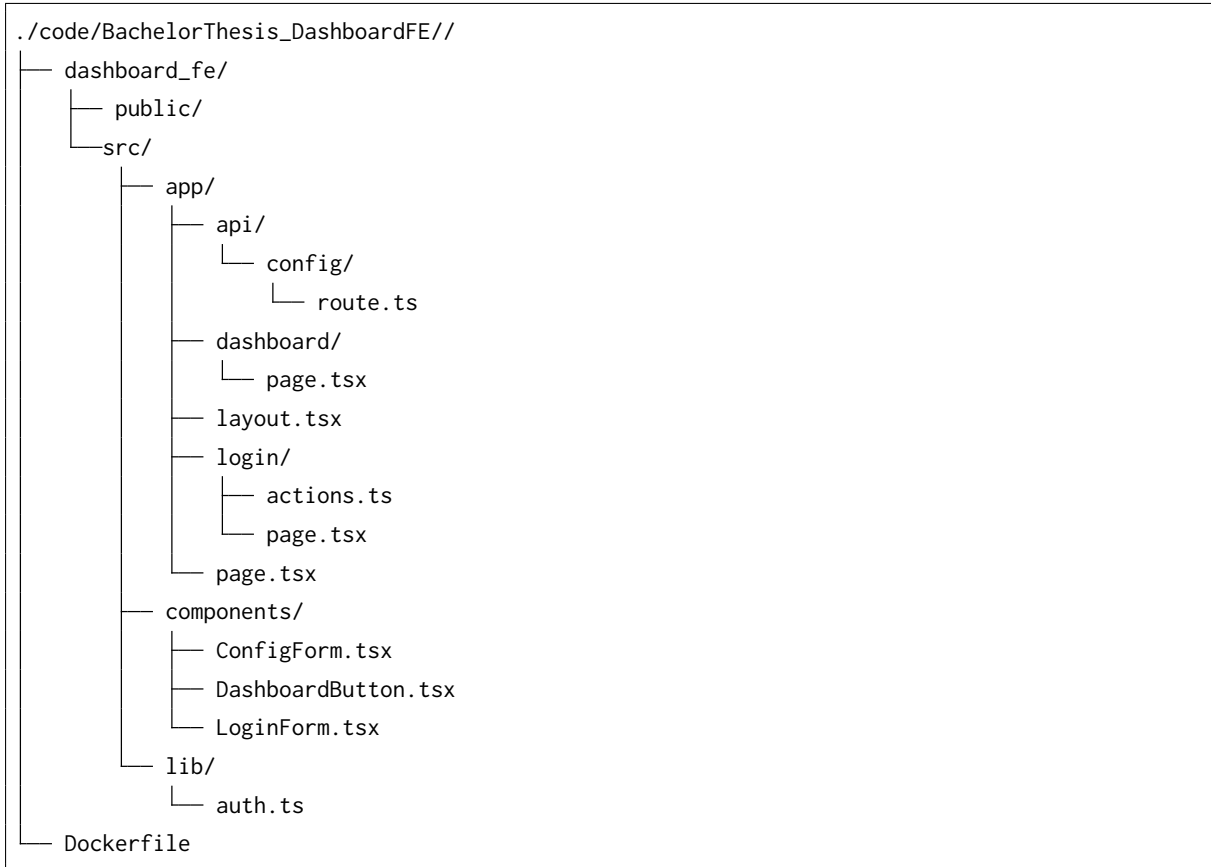 ./code/BachelorThesis_DashboardFE//
├── dashboard_fe/
│   ├── public/
│   └──src/
│       ├── app/
│       │   ├── api/
│       │   │   └── config/
│       │   │       └── route.ts
│       │   ├── dashboard/
│       │   │   └── page.tsx
│       │   ├── layout.tsx
│       │   ├── login/
│       │   │   ├── actions.ts
│       │   │   └── page.tsx
│       │   └── page.tsx
│       ├── components/
│       │   ├── ConfigForm.tsx
│       │   ├── DashboardButton.tsx
│       │   └── LoginForm.tsx
│       └── lib/
│           └── auth.ts
└── Dockerfile